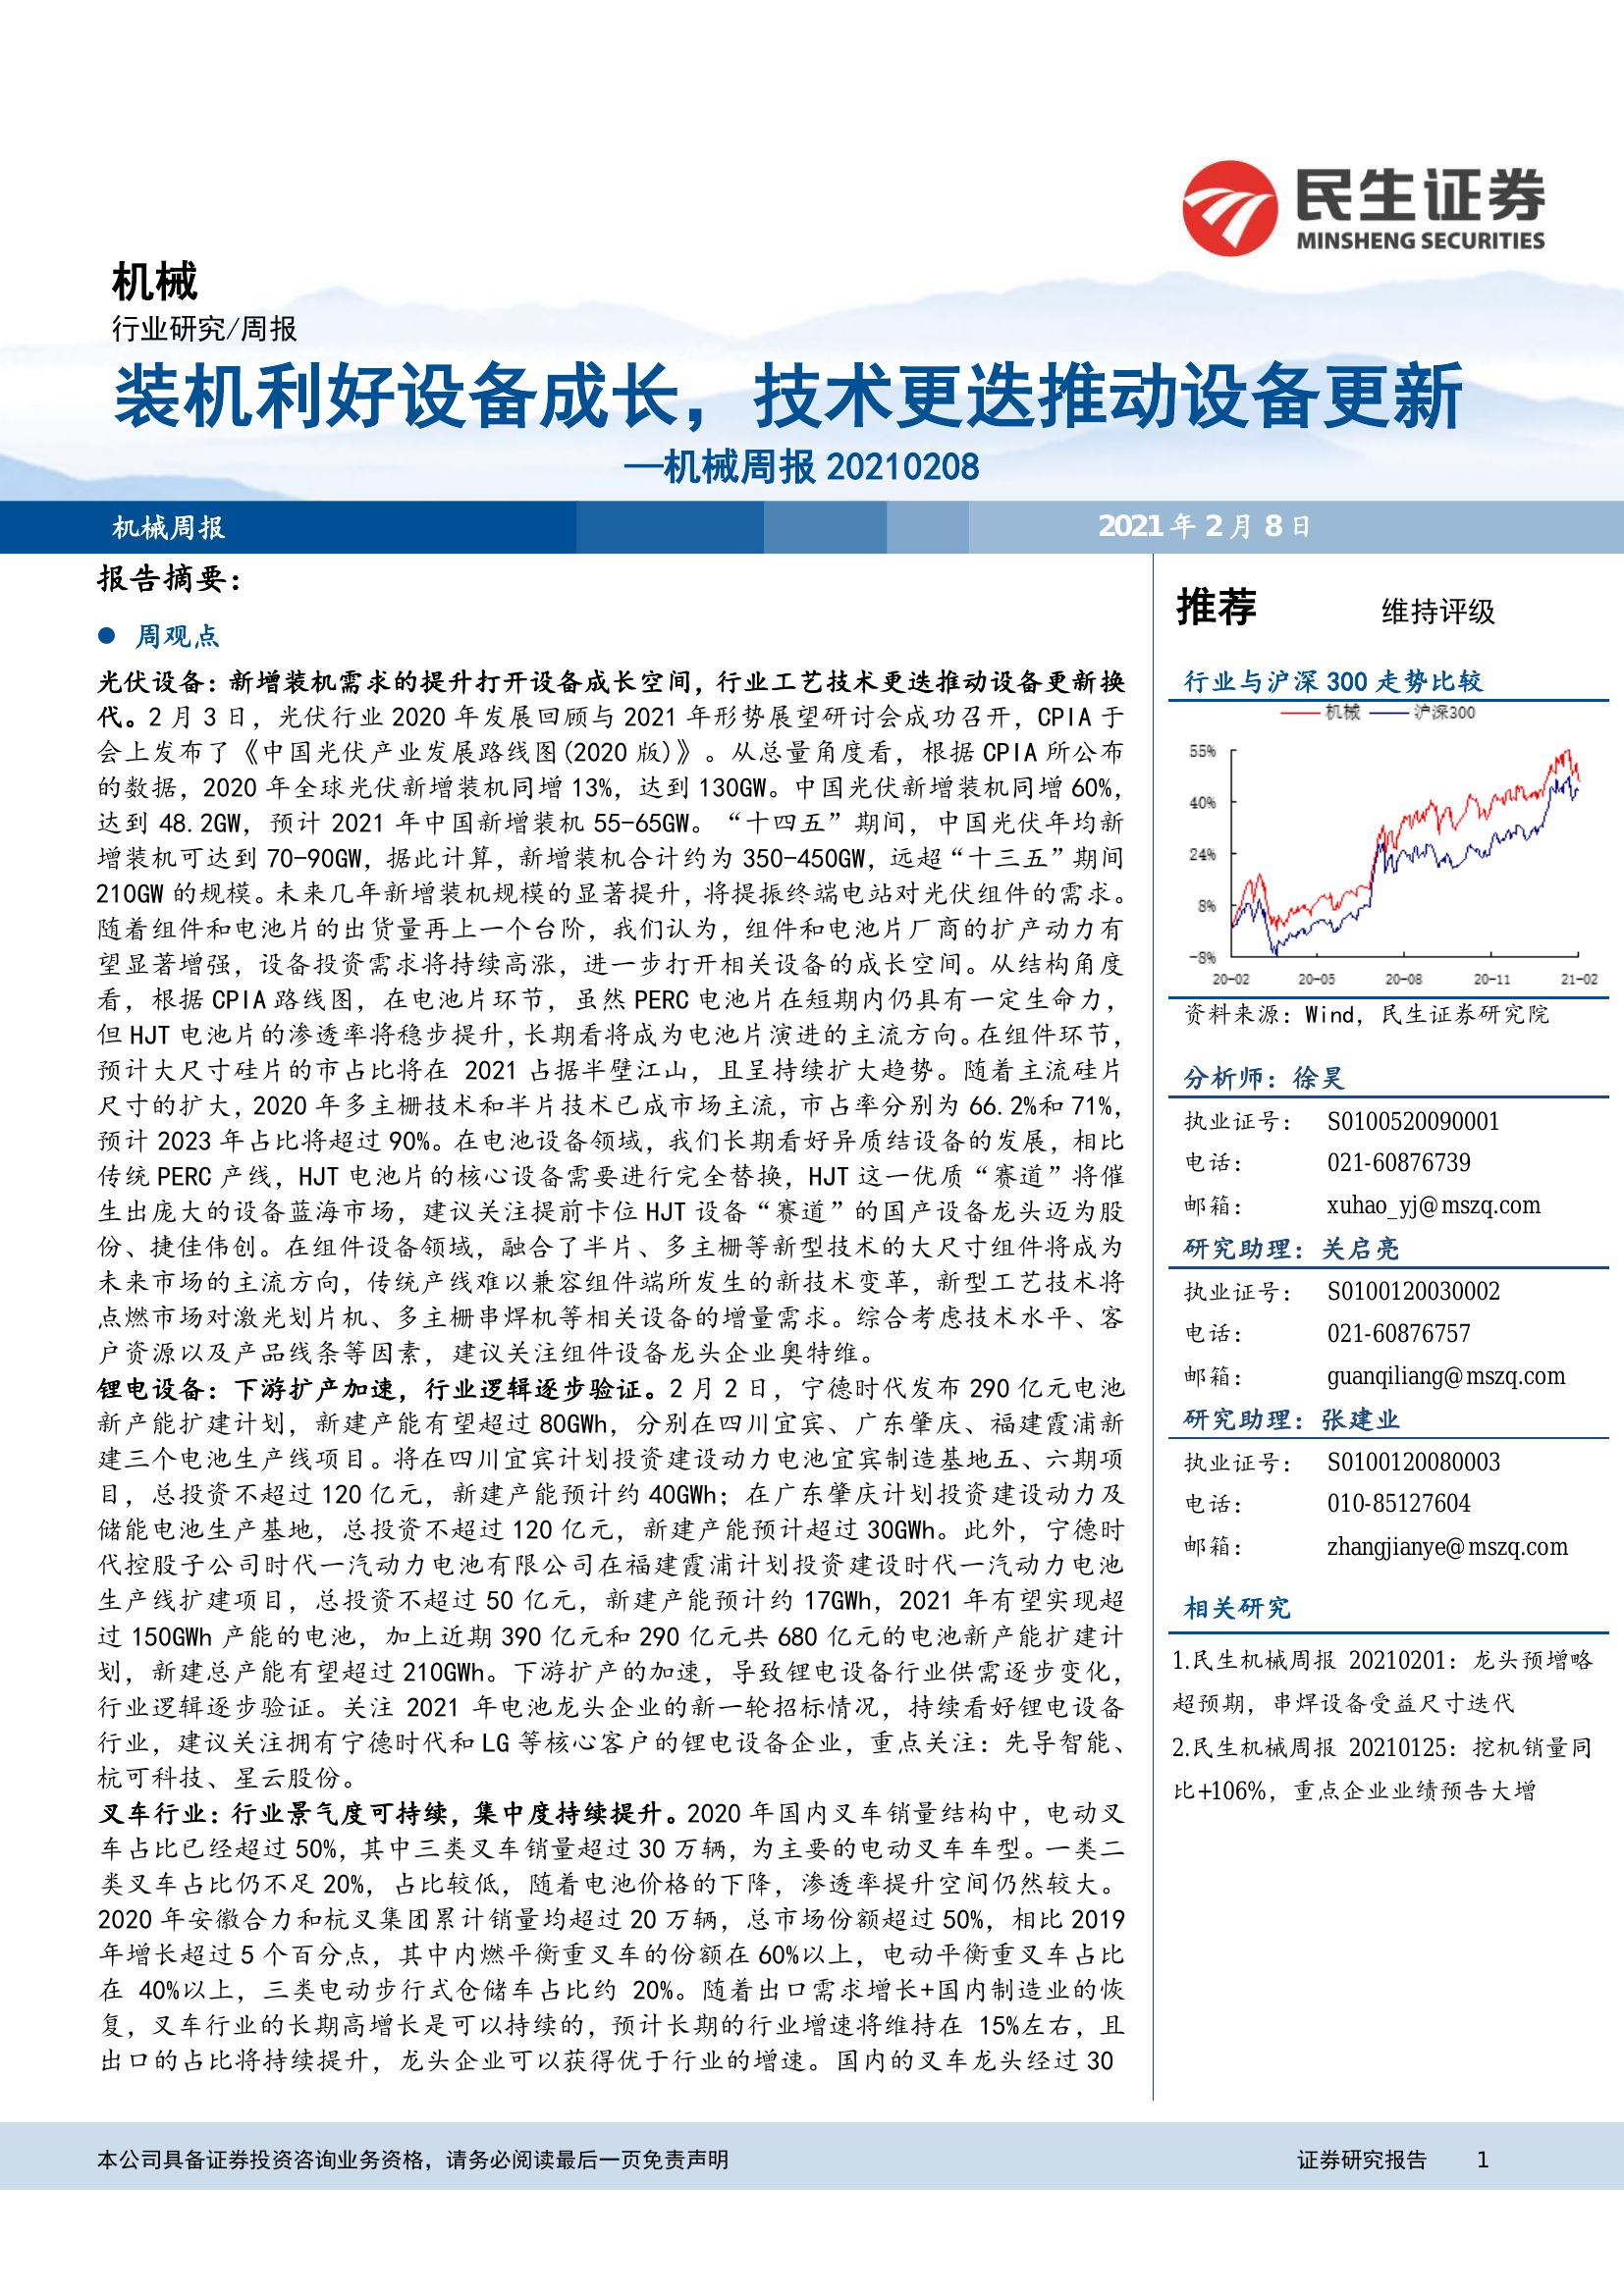 民生证券
MINSHENG SECURITIES
机械
行业研究/周报
装机利好设备成长，技术更迭推动设备更新
—机械周报 20210208
机械周报
2021 年 2 月 8 日
报告摘要：
● 周观点
光伏设备：新增装机需求的提升打开设备成长空间，行业工艺技术更迭推动设备更新换
代。2 月 3 日，光伏行业 2020 年发展回顾与 2021 年形势展望研讨会成功召开，CPIA 于
会上发布了《中国光伏产业发展路线图(2020 版)》。从总量角度看，根据 CPIA 所公布
的数据，2020 年全球光伏新增装机同增 13%，达到 130GW。中国光伏新增装机同增 60%，
达到 48.2GW，预计 2021 年中国新增装机 55-65GW。“十四五”期间，中国光伏年均新
增装机可达到 70-90GW，据此计算，新增装机合计约为 350-450GW，远超“十三五”期间
210GW 的规模。未来几年新增装机规模的显著提升，将提振终端电站对光伏组件的需求。
随着组件和电池片的出货量再上一个台阶，我们认为，组件和电池片厂商的扩产动力有
望显著增强，设备投资需求将持续高涨，进一步打开相关设备的成长空间。从结构角度
看，根据 CPIA 路线图，在电池片环节，虽然 PERC 电池片在短期内仍具有一定生命力，
但 HJT 电池片的渗透率将稳步提升，长期看将成为电池片演进的主流方向。在组件环节，
预计大尺寸硅片的市占比将在 2021 占据半壁江山，且呈持续扩大趋势。随着主流硅片
尺寸的扩大，2020 年多主栅技术和半片技术已成市场主流，市占率分别为 66.2%和 71%，
预计 2023 年占比将超过 90%。在电池设备领域，我们长期看好异质结设备的发展，相比
传统 PERC 产线，HJT 电池片的核心设备需要进行完全替换，HJT 这一优质“赛道”将催
生出庞大的设备蓝海市场，建议关注提前卡位 HJT 设备“赛道”的国产设备龙头迈为股
份、捷佳伟创。在组件设备领域，融合了半片、多主栅等新型技术的大尺寸组件将成为
未来市场的主流方向，传统产线难以兼容组件端所发生的新技术变革，新型工艺技术将
点燃市场对激光划片机、多主栅串焊机等相关设备的增量需求。综合考虑技术水平、客
户资源以及产品线条等因素，建议关注组件设备龙头企业奥特维。
锂电设备：下游扩产加速，行业逻辑逐步验证。2 月 2 日，宁德时代发布 290 亿元电池
新产能扩建计划，新建产能有望超过 80GWh，分别在四川宜宾、广东肇庆、福建霞浦新
建三个电池生产线项目。将在四川宜宾计划投资建设动力电池宜宾制造基地五、六期项
目，总投资不超过 120 亿元，新建产能预计约 40GWh；在广东肇庆计划投资建设动力及
储能电池生产基地，总投资不超过 120 亿元，新建产能预计超过 30GWh。此外，宁德时
代控股子公司时代一汽动力电池有限公司在福建霞浦计划投资建设时代一汽动力电池
生产线扩建项目，总投资不超过 50 亿元，新建产能预计约 17GWh，2021 年有望实现超
过 150GWh 产能的电池，加上近期 390 亿元和 290 亿元共 680 亿元的电池新产能扩建计
划，新建总产能有望超过 210GWh。下游扩产的加速，导致锂电设备行业供需逐步变化，
行业逻辑逐步验证。关注 2021 年电池龙头企业的新一轮招标情况，持续看好锂电设备
行业，建议关注拥有宁德时代和 LG 等核心客户的锂电设备企业，重点关注：先导智能、
杭可科技、星云股份。
叉车行业：行业景气度可持续，集中度持续提升。2020 年国内叉车销量结构中，电动叉
车占比已经超过 50%，其中三类叉车销量超过 30 万辆，为主要的电动叉车车型。一类二
类叉车占比仍不足 20%，占比较低，随着电池价格的下降，渗透率提升空间仍然较大。
2020 年安徽合力和杭叉集团累计销量均超过 20 万辆，总市场份额超过 50%，相比 2019
年增长超过 5 个百分点，其中内燃平衡重叉车的份额在 60%以上，电动平衡重叉车占比
在 40%以上，三类电动步行式仓储车占比约 20%。随着出口需求增长+国内制造业的恢
复，叉车行业的长期高增长是可以持续的，预计长期的行业增速将维持在 15%左右，且
出口的占比将持续提升，龙头企业可以获得优于行业的增速。国内的叉车龙头经过 30
推荐 维持评级
行业与沪深 300 走势比较
机械 沪深300
55%
40%
24%
8%
-8%
20-02 20-05 20-08 20-11 21-02
资料来源：Wind，民生证券研究院
分析师：徐昊
执业证号： S0100520090001
电话： 021-60876739
邮箱： xuhao_yj@mszq.com
研究助理：关启亮
执业证号： S0100120030002
电话： 021-60876757
邮箱： guanqiliang@mszq.com
研究助理：张建业
执业证号： S0100120080003
电话： 010-85127604
邮箱： zhangjianye@mszq.com
相关研究
1.民生机械周报 20210201：龙头预增略
超预期，串焊设备受益尺寸迭代
2.民生机械周报 20210125：挖机销量同
比+106%，重点企业业绩预告大增
本公司具备证券投资咨询业务资格，请务必阅读最后一页免责声明
证券研究报告 1